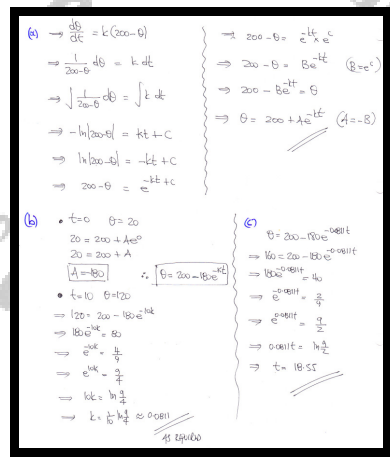 (a) ⇒ dθ/dt = k(200-θ)
⇒ 1/(200-θ) dθ = k dt
⇒ ∫ 1/(200-θ) dθ = ∫ k dt
⇒ -ln|200-θ| = kt + C
⇒ ln|200-θ| = -kt + C
⇒ 200-θ = e^(-kt+C)
⇒ 200-θ = e^(-kt) × e^C
⇒ 200-θ = Be^(-kt) (B=e^C)
⇒ 200 - Be^(-kt) = θ
⇒ θ = 200 + Ae^(-kt) (A=-B)
(b) • t=0 θ=20
20 = 200 + Ae^0
20 = 200 + A
A = -180 ∴ θ = 200 - 180e^(-kt)
• t=10 θ=120
⇒ 120 = 200 - 180e^(-10k)
⇒ 180e^(-10k) = 80
⇒ e^(-10k) = 4/9
⇒ e^(10k) = 9/4
⇒ 10k = ln 9/4
⇒ k = 1/10 ln 9/4 ≈ 0.0811
As required
(c)
θ = 200 - 180e^(-0.0811t)
⇒ 160 = 200 - 180e^(-0.0811t)
⇒ 180e^(-0.0811t) = 40
⇒ e^(-0.0811t) = 2/9
⇒ e^(0.0811t) = 9/2
⇒ 0.0811t = ln 9/2
⇒ t = 18.55